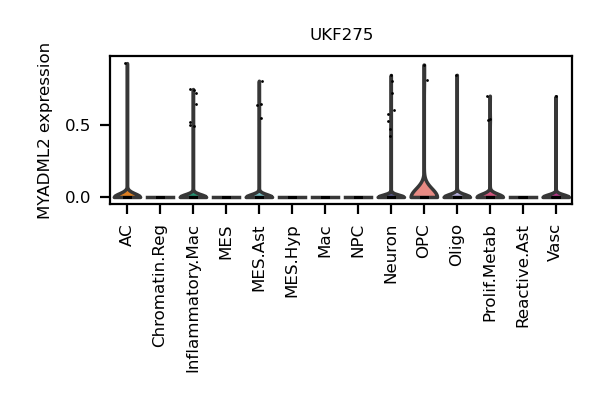 UKF275
MYADML2 expression
0.5
0.0
AC
Chromatin.Reg
Inflammatory.Mac
MES
MES.Ast
MES.Hyp
Mac
NPC
Neuron
OPC
Oligo
Prolif.Metab
Reactive.Ast
Vasc